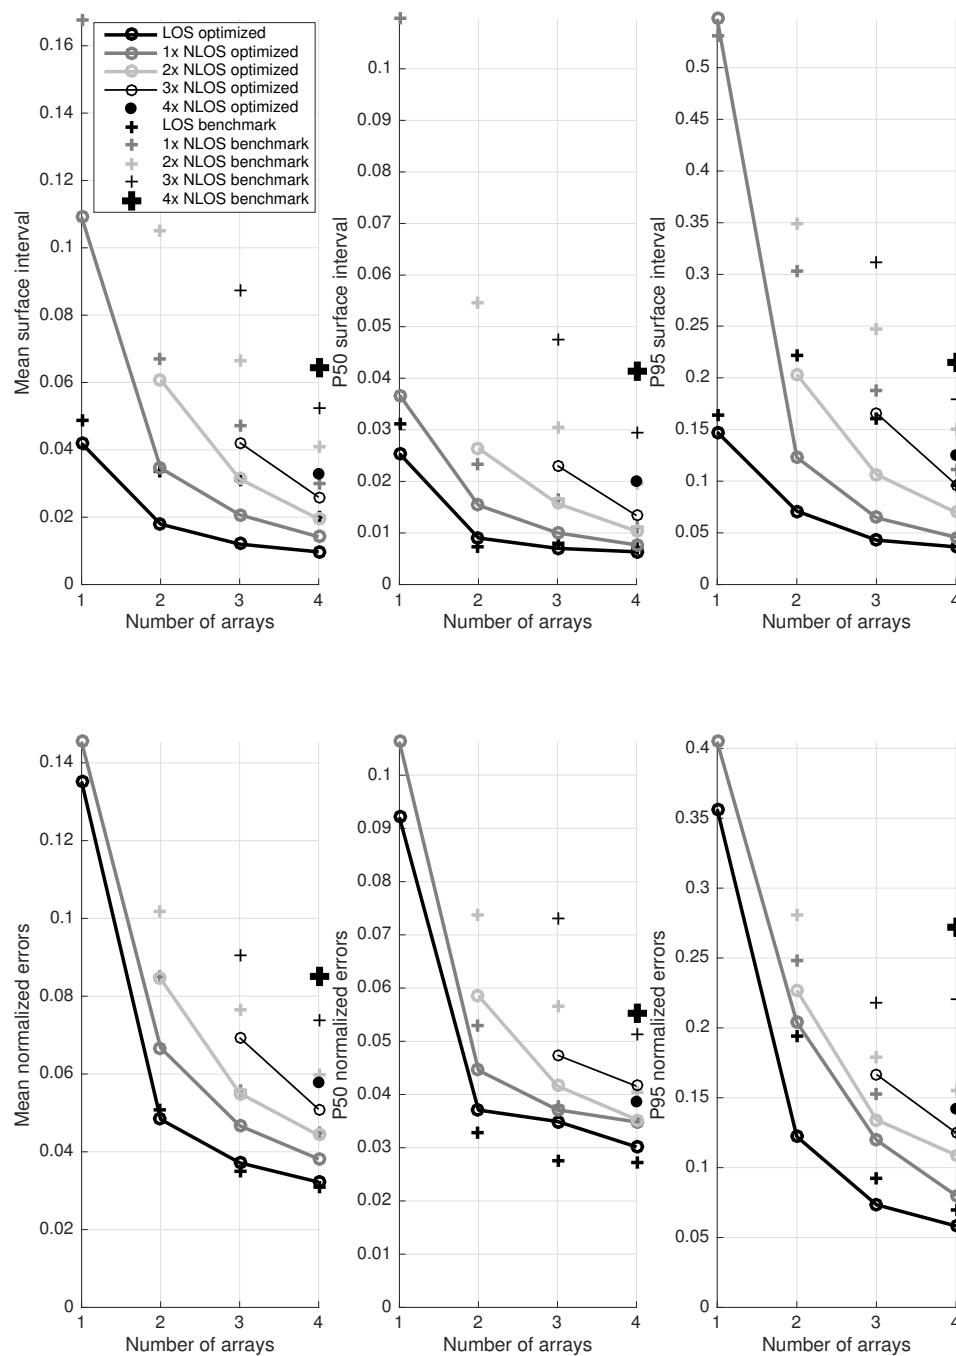 LOS optimized
1x NLOS optimized
2x NLOS optimized
3x NLOS optimized
4x NLOS optimized
LOS benchmark
1x NLOS benchmark
2x NLOS benchmark
3x NLOS benchmark
4x NLOS benchmark
Mean surface interval
0.16
0.14
0.12
0.1
0.08
0.06
0.04
0.02
0
1 2 3 4
Number of arrays
P50 surface interval
0.1
0.09
0.08
0.07
0.06
0.05
0.04
0.03
0.02
0.01
0
1 2 3 4
Number of arrays
P95 surface interval
0.5
0.45
0.4
0.35
0.3
0.25
0.2
0.15
0.1
0.05
0
1 2 3 4
Number of arrays
Mean normalized errors
0.14
0.12
0.1
0.08
0.06
0.04
0.02
0
1 2 3 4
Number of arrays
P50 normalized errors
0.1
0.09
0.08
0.07
0.06
0.05
0.04
0.03
0.02
0.01
0
1 2 3 4
Number of arrays
P95 normalized errors
0.4
0.35
0.3
0.25
0.2
0.15
0.1
0.05
0
1 2 3 4
Number of arrays